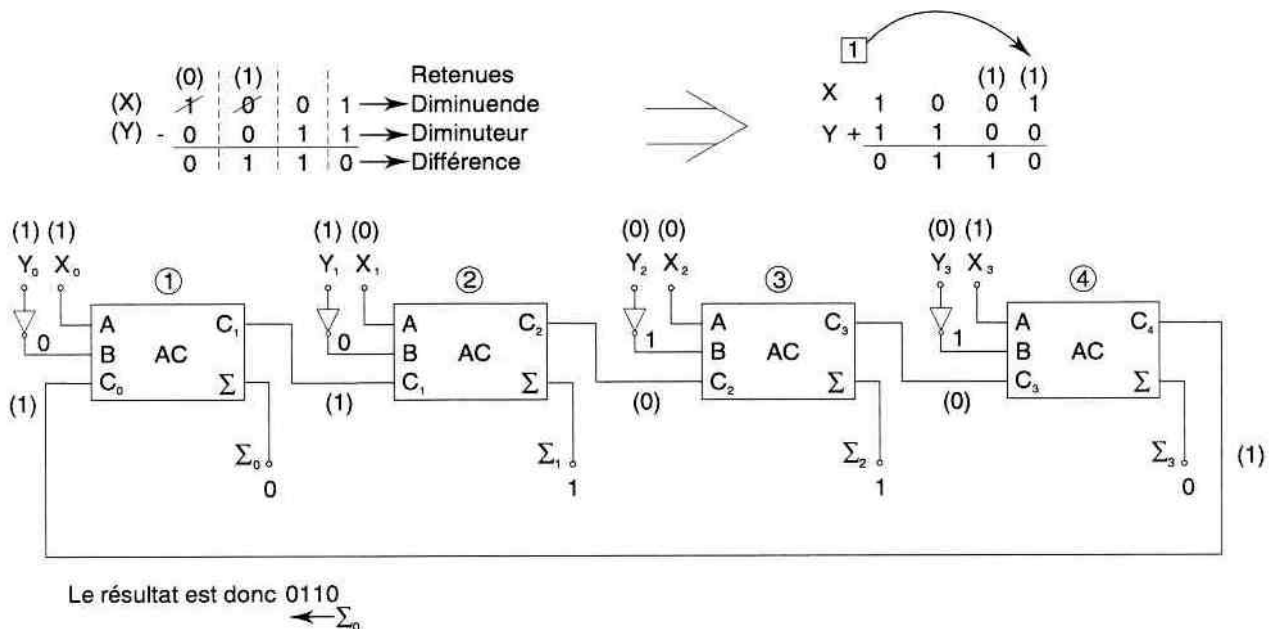 (0) (1) Retenues
(X) 1 0 0 1 Diminuende
(Y) - 0 0 1 1 Diminuteur
0 1 1 0 Différence
1
(1) (1)
X 1 0 0 1
Y + 1 1 0 0
0 1 1 0
(1) (1) (1) (0) (0) (0) (0) (1)
Y₀ X₀ Y₁ X₁ Y₂ X₂ Y₃ X₃
① ② ③ ④
A C₁ A C₂ A C₃ A C₄
0 0 1 1
B AC B AC B AC B AC
C₀ Σ C₁ Σ C₂ Σ C₃ Σ
(1) (1) (0) (0)
Σ₀ Σ₁ Σ₂ Σ₃ (1)
0 1 1 0
Le résultat est donc 0110
Σ₀